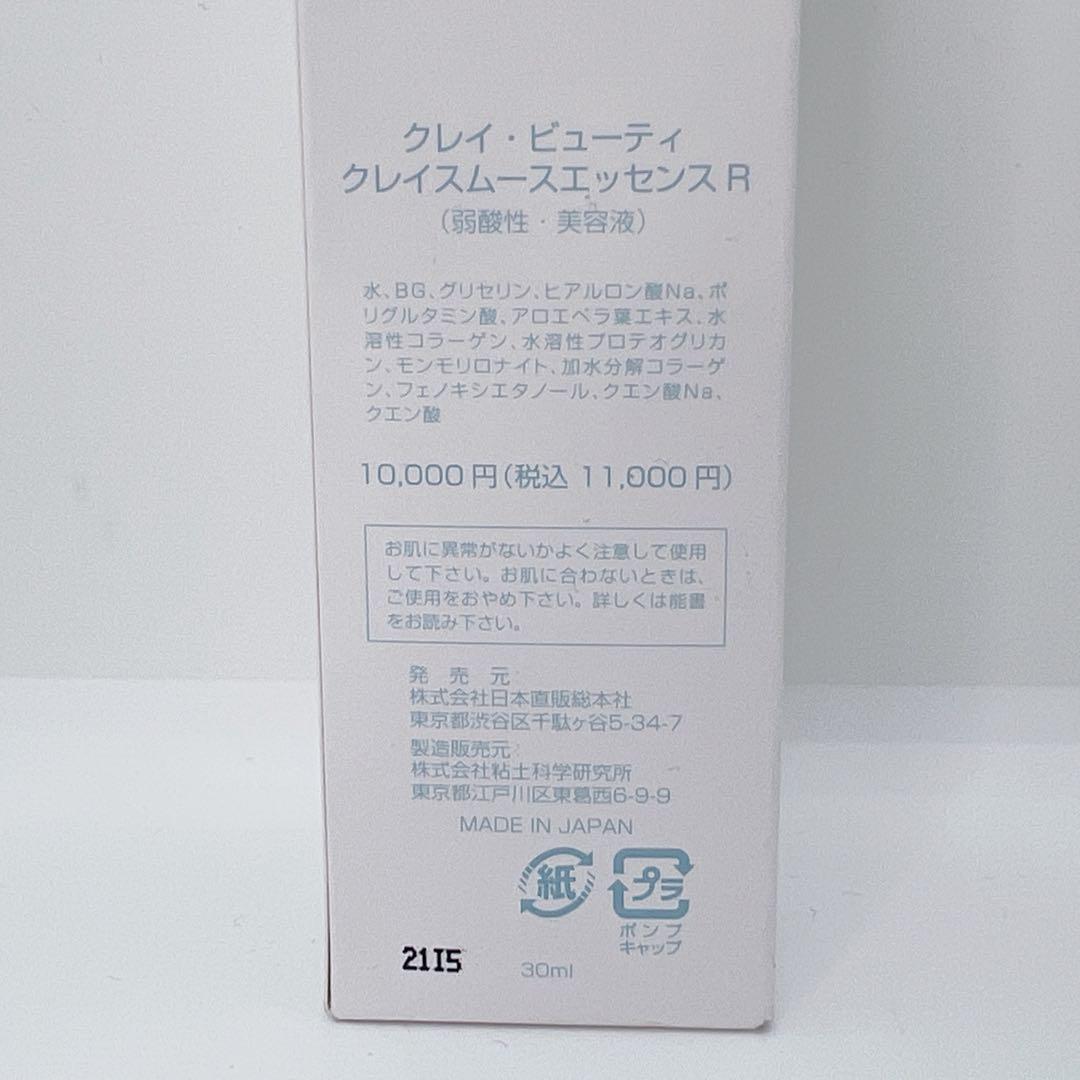 クレイ・ビューティ
クレイスムースエッセンス R
（弱酸性・美容液）
水、BG、グリセリン、ヒアルロン酸Na、ポ
リグルタミン酸、アロエベラ葉エキス、水
溶性コラーゲン、水溶性プロテオグリカ
ン、モンモリロナイト、加水分解コラーゲ
ン、フェノキシエタノール、クエン酸Na、
クエン酸
10,000 円（税込 11,000 円）
お肌に異常がないかよく注意して使用
して下さい。お肌に合わないときは、
ご使用をおやめ下さい。詳しくは能書
をお読み下さい。
発 売 元
株式会社日本直販総本社
東京都渋谷区千駄ヶ谷5-34-7
製造販売元
株式会社粘土科学研究所
東京都江戸川区東葛西6-9-9
MADE IN JAPAN
紙 プラ
ポンプ
キャップ
21I5 30ml